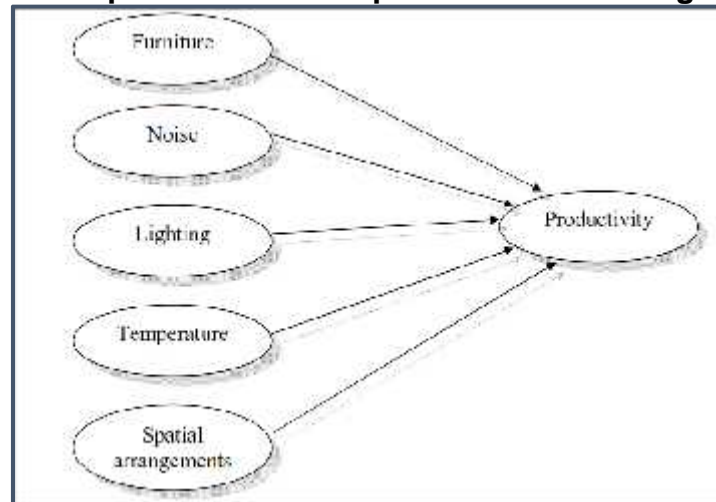 Furniture
Noise
Lighting
Productivity
Temperature
Spatial
arrangements